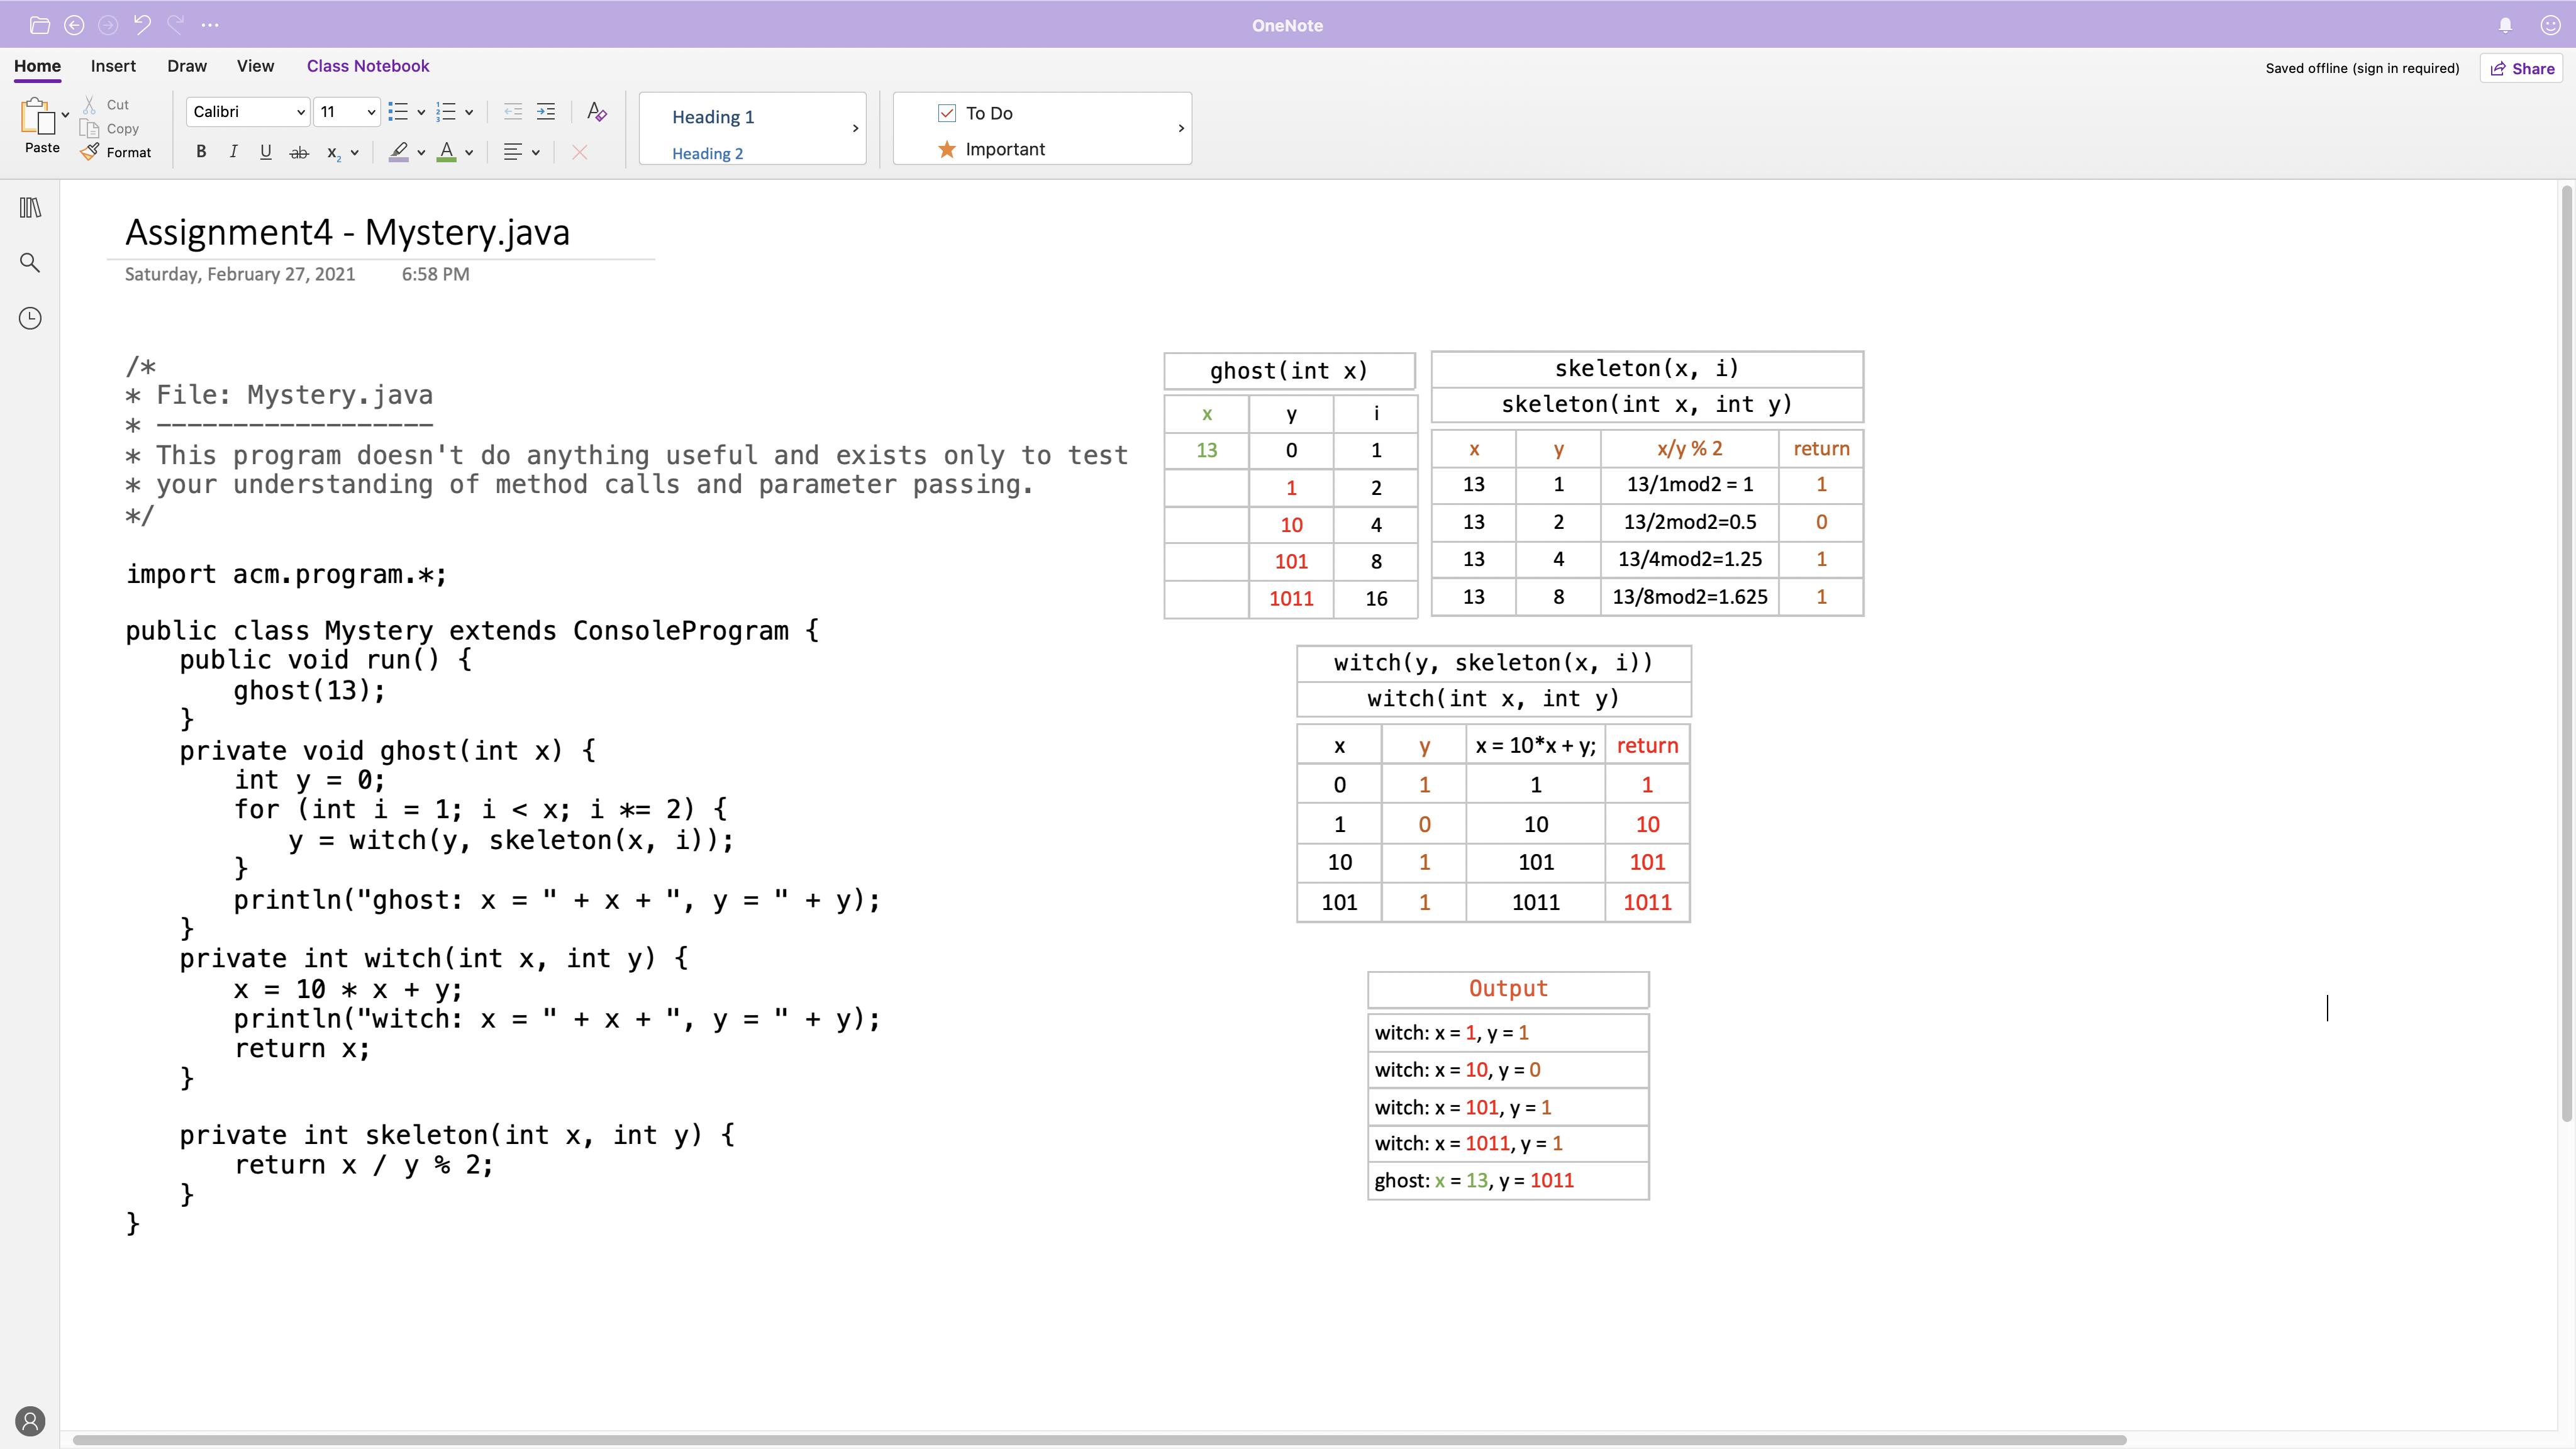 OneNote
Home Insert Draw View Class Notebook
Saved offline (sign in required) Share
Paste
Cut
Copy
Format
Calibri 11
B I U ab x2 A
Heading 1
Heading 2
To Do
Important
Assignment4 - Mystery.java
Saturday, February 27, 2021 6:58 PM
/*
* File: Mystery.java
* ------------------
* This program doesn't do anything useful and exists only to test
* your understanding of method calls and parameter passing.
*/
import acm.program.*;
public class Mystery extends ConsoleProgram {
public void run() {
ghost(13);
}
private void ghost(int x) {
int y = 0;
for (int i = 1; i < x; i *= 2) {
y = witch(y, skeleton(x, i));
}
println("ghost: x = " + x + ", y = " + y);
}
private int witch(int x, int y) {
x = 10 * x + y;
println("witch: x = " + x + ", y = " + y);
return x;
}
private int skeleton(int x, int y) {
return x / y % 2;
}
}
ghost(int x)
x y i
13 0 1
1 2
10 4
101 8
1011 16
skeleton(x, i)
skeleton(int x, int y)
x y x/y % 2 return
13 1 13/1mod2 = 1 1
13 2 13/2mod2=0.5 0
13 4 13/4mod2=1.25 1
13 8 13/8mod2=1.625 1
witch(y, skeleton(x, i))
witch(int x, int y)
x y x = 10*x + y; return
0 1 1 1
1 0 10 10
10 1 101 101
101 1 1011 1011
Output
witch: x = 1, y = 1
witch: x = 10, y = 0
witch: x = 101, y = 1
witch: x = 1011, y = 1
ghost: x = 13, y = 1011